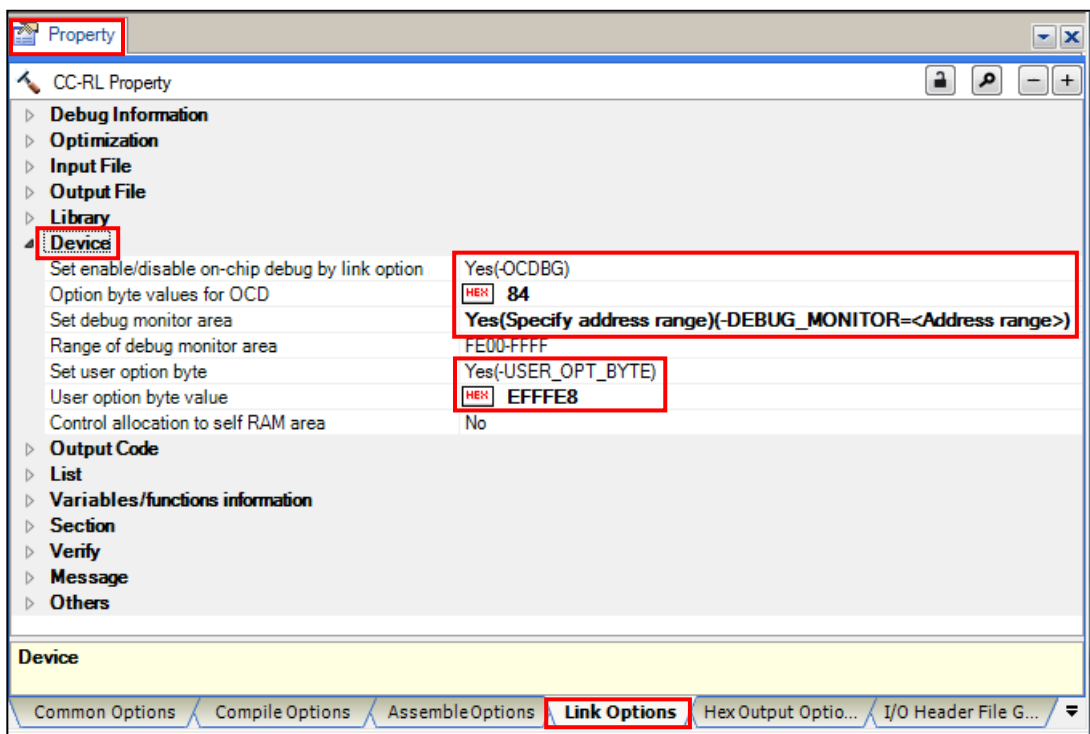 Property
CC-RL Property
Debug Information
Optimization
Input File
Output File
Library
Device
Set enable/disable on-chip debug by link option Yes(-OCDBG)
Option byte values for OCD HEX 84
Set debug monitor area Yes(Specify address range)(-DEBUG_MONITOR=<Address range>)
Range of debug monitor area FE00-FFFF
Set user option byte Yes(-USER_OPT_BYTE)
User option byte value HEX EFFFE8
Control allocation to self RAM area No
Output Code
List
Variables/functions information
Section
Verify
Message
Others
Device
Common Options Compile Options Assemble Options Link Options Hex Output Optio... I/O Header File G...